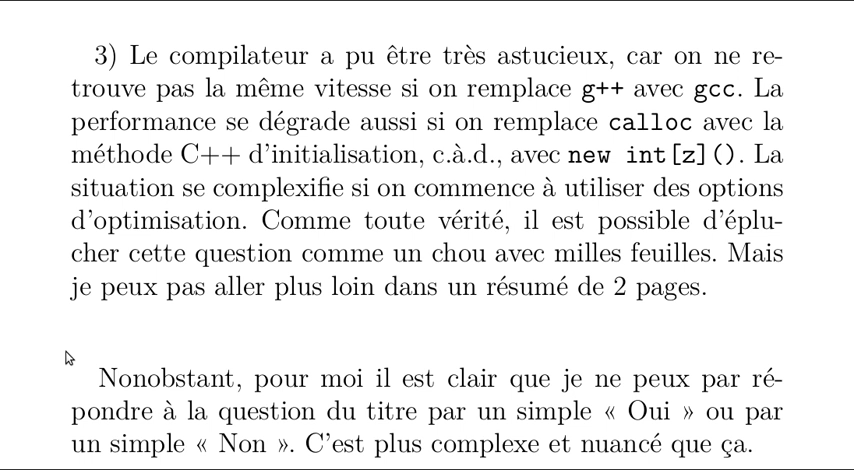 3) Le compilateur a pu être très astucieux, car on ne re-
trouve pas la même vitesse si on remplace g++ avec gcc. La
performance se dégrade aussi si on remplace calloc avec la
méthode C++ d'initialisation, c.à.d., avec new int[z](). La
situation se complexifie si on commence à utiliser des options
d'optimisation. Comme toute vérité, il est possible d'éplu-
cher cette question comme un chou avec milles feuilles. Mais
je peux pas aller plus loin dans un résumé de 2 pages.
Nonobstant, pour moi il est clair que je ne peux par ré-
pondre à la question du titre par un simple « Oui » ou par
un simple « Non ». C'est plus complexe et nuancé que ça.